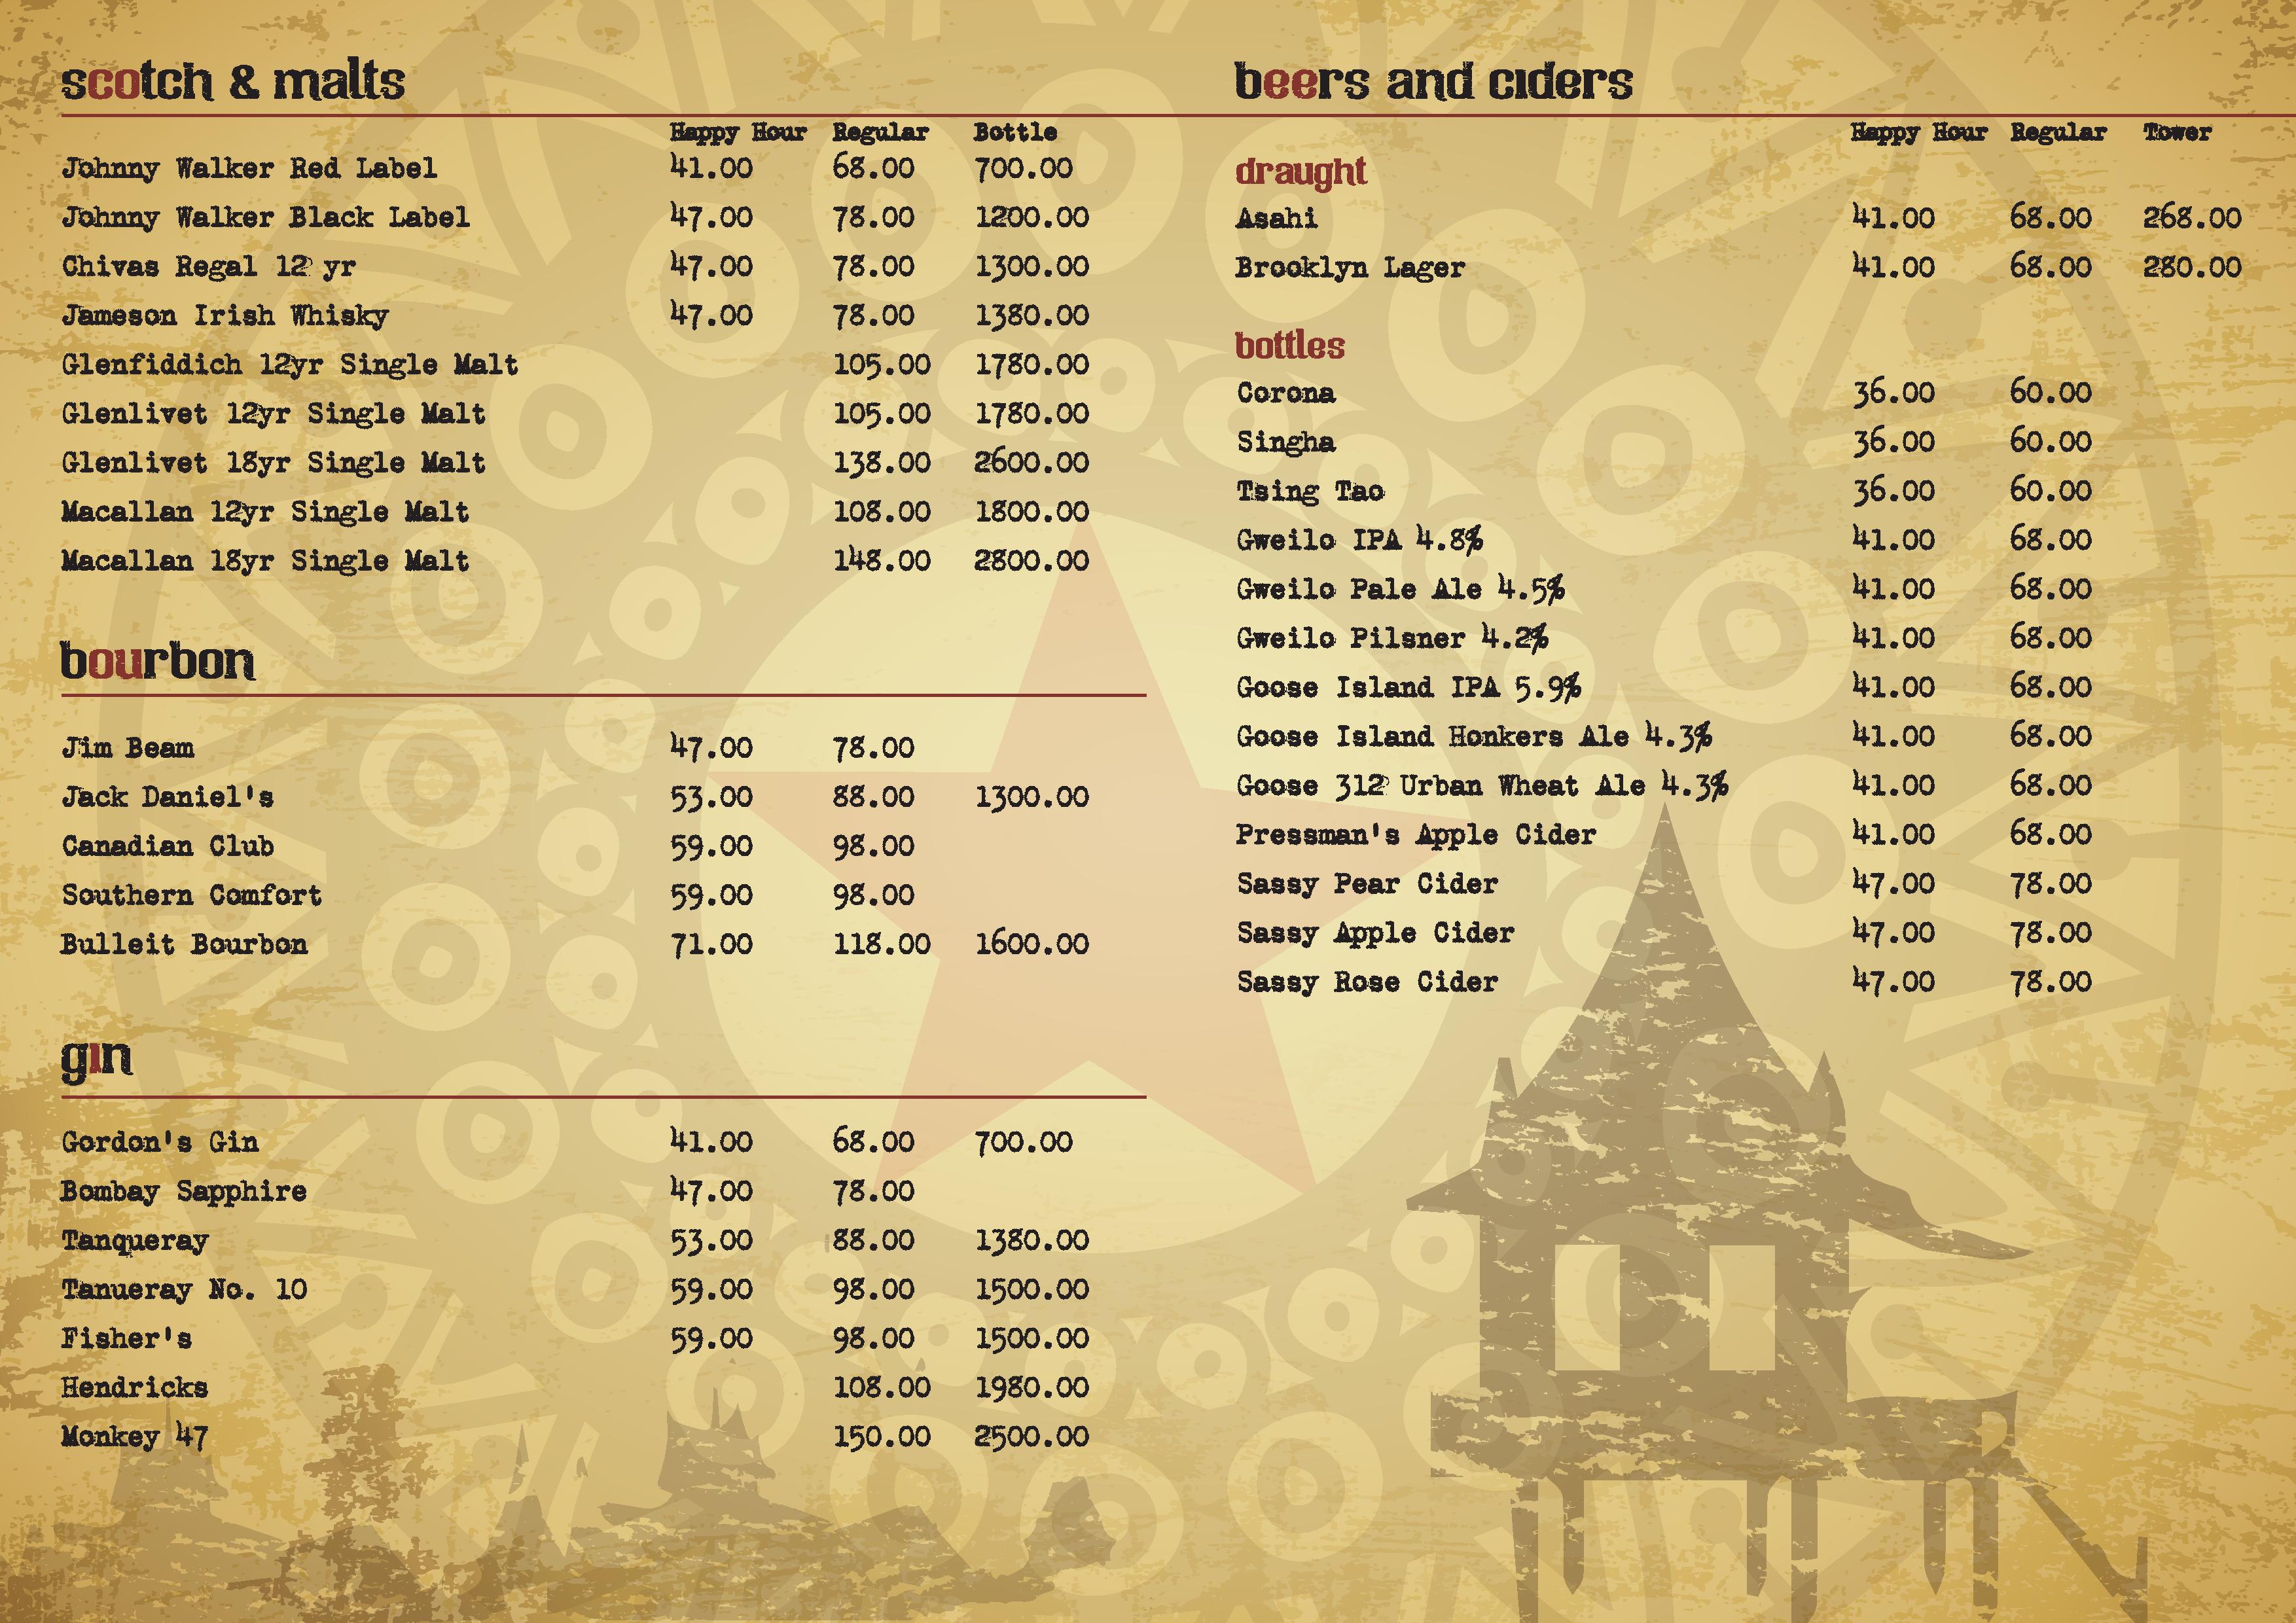 scotch & malts
Happy Hour Regular Bottle
Johnny Walker Red Label 41.00 68.00 700.00
Johnny Walker Black Label 47.00 78.00 1200.00
Chivas Regal 12 yr 47.00 78.00 1300.00
Jameson Irish Whisky 47.00 78.00 1380.00
Glenfiddich 12yr Single Malt 105.00 1780.00
Glenlivet 12yr Single Malt 105.00 1780.00
Glenlivet 18yr Single Malt 138.00 2600.00
Macallan 12yr Single Malt 108.00 1800.00
Macallan 18yr Single Malt 148.00 2800.00
bourbon
Jim Beam 47.00 78.00
Jack Daniel's 53.00 88.00 1300.00
Canadian Club 59.00 98.00
Southern Comfort 59.00 98.00
Bulleit Bourbon 71.00 118.00 1600.00
gin
Gordon's Gin 41.00 68.00 700.00
Bombay Sapphire 47.00 78.00
Tanqueray 53.00 88.00 1380.00
Tanueray No. 10 59.00 98.00 1500.00
Fisher's 59.00 98.00 1500.00
Hendricks 108.00 1980.00
Monkey 47 150.00 2500.00
beers and ciders
Happy Hour Regular Tower
draught
Asahi 41.00 68.00 268.00
Brooklyn Lager 41.00 68.00 280.00
bottles
Corona 36.00 60.00
Singha 36.00 60.00
Tsing Tao 36.00 60.00
Gweilo IPA 4.8% 41.00 68.00
Gweilo Pale Ale 4.5% 41.00 68.00
Gweilo Pilsner 4.2% 41.00 68.00
Goose Island IPA 5.9% 41.00 68.00
Goose Island Honkers Ale 4.3% 41.00 68.00
Goose 312 Urban Wheat Ale 4.3% 41.00 68.00
Pressman's Apple Cider 41.00 68.00
Sassy Pear Cider 47.00 78.00
Sassy Apple Cider 47.00 78.00
Sassy Rose Cider 47.00 78.00